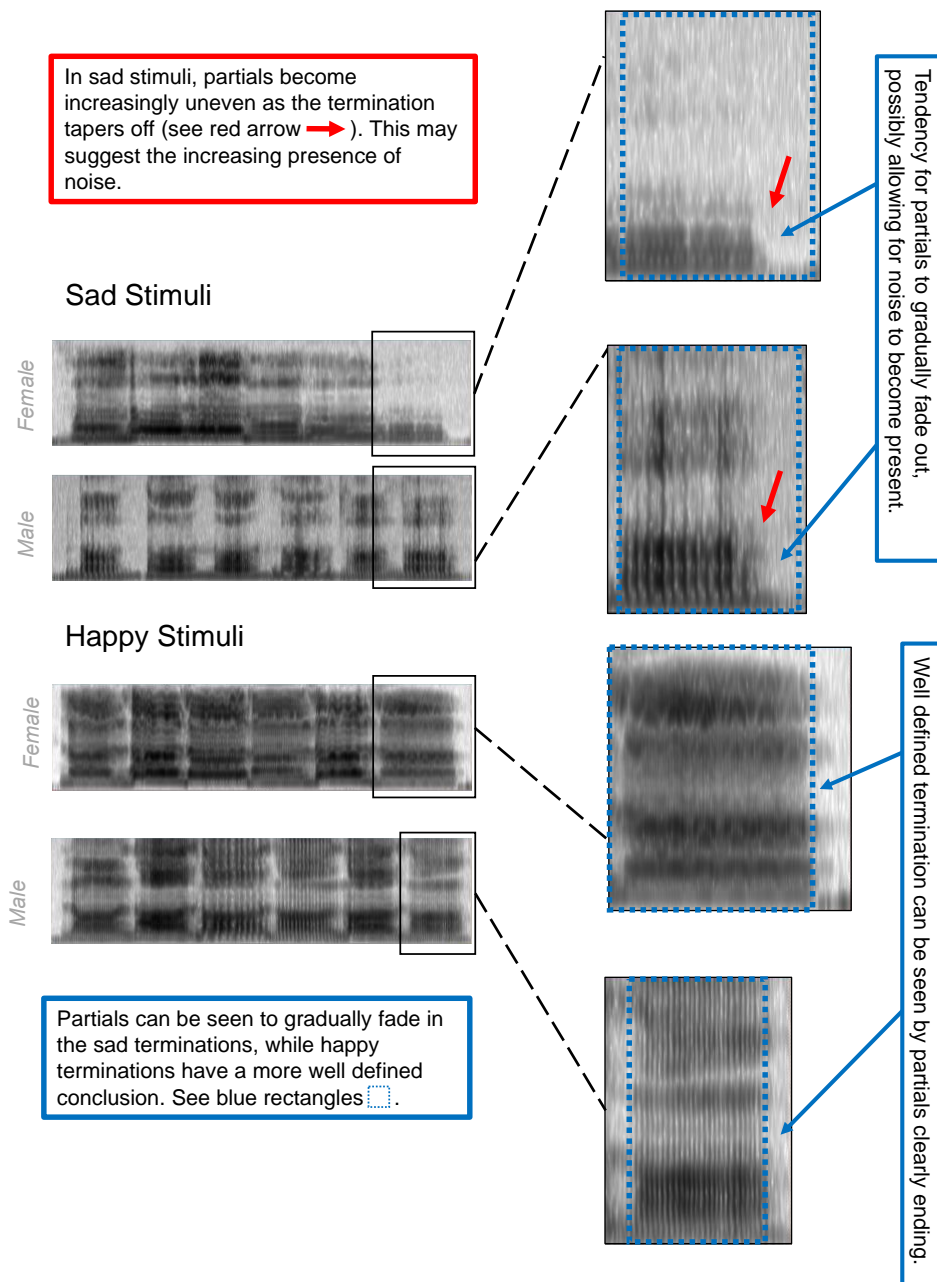 In sad stimuli, partials become
increasingly uneven as the termination
tapers off (see red arrow ). This may
suggest the increasing presence of
noise.
Tendency for partials to gradually fade out,
possibly allowing for noise to become present.
Sad Stimuli
Female
Male
Happy Stimuli
Female
Male
Well defined termination can be seen by partials clearly ending.
Partials can be seen to gradually fade in
the sad terminations, while happy
terminations have a more well defined
conclusion. See blue rectangles .